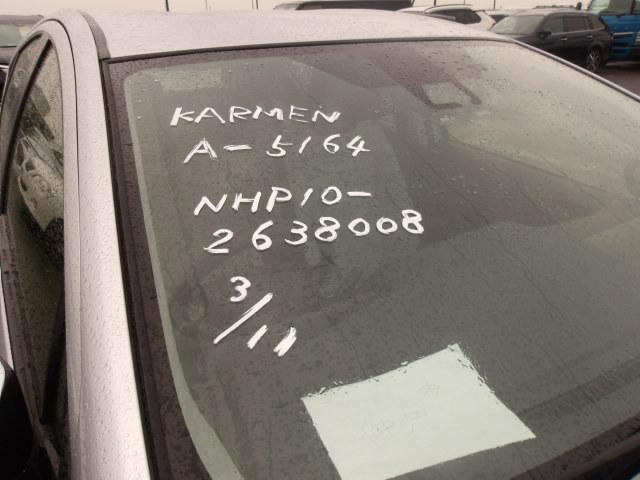 KARMEN
A-5164
NHP10-
2638008
3/11